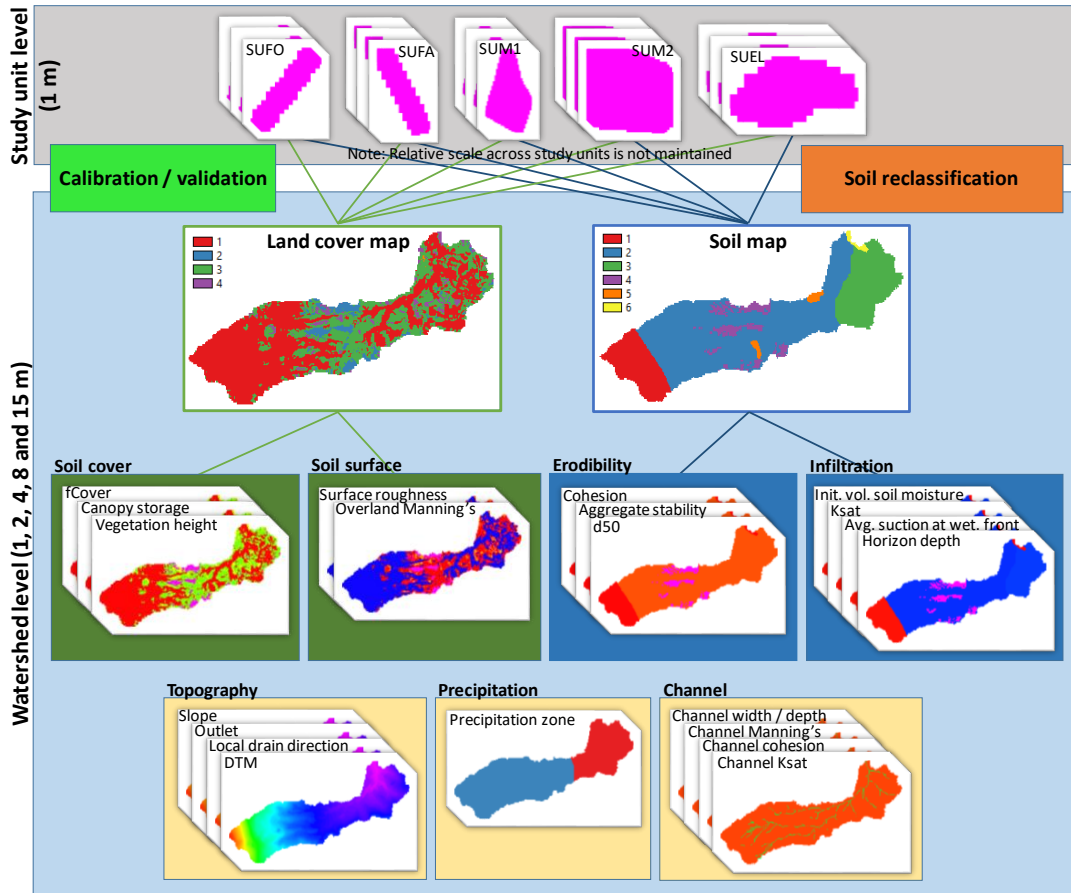 Study unit level
(1 m)
SUFO
SUFA
SUM1
SUM2
SUEL
Note: Relative scale across study units is not maintained
Calibration / validation
Soil reclassification
Watershed level (1, 2, 4, 8 and 15 m)
Land cover map
1
2
3
4
Soil map
1
2
3
4
5
6
Soil cover
fCover
Canopy storage
Vegetation height
Soil surface
Surface roughness
Overland Manning's
Erodibility
Cohesion
Aggregate stability
d50
Infiltration
Init. vol. soil moisture
Ksat
Avg. suction at wet. front
Horizon depth
Topography
Slope
Outlet
Local drain direction
DTM
Precipitation
Precipitation zone
Channel
Channel width / depth
Channel Manning's
Channel cohesion
Channel Ksat